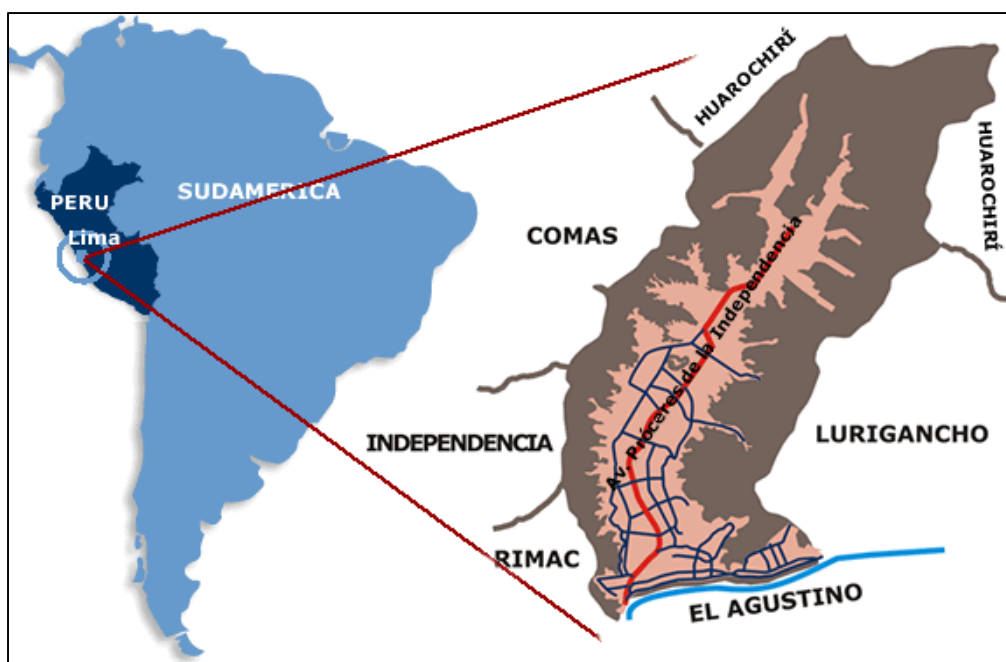 PERU
Lima
SUDAMERICA
HUAROCHIRÍ
HUAROCHIRÍ
COMAS
Av. Próceres de la Independencia
INDEPENDENCIA
LURIGANCHO
RIMAC
EL AGUSTINO